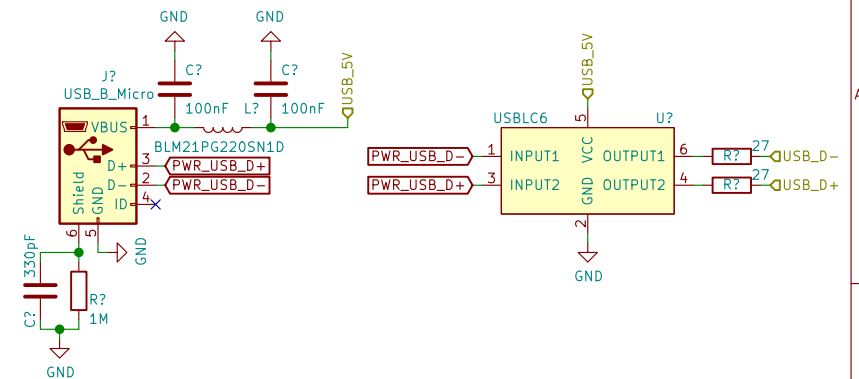 GND
GND
C?
C?
100nF
L?
100nF
USB_5V
J?
USB_B_Micro
BLM21PG220SN1D
VBUS
1
D+
3
PWR_USB_D+
D-
2
PWR_USB_D-
ID
4
Shield
GND
6
5
GND
330pF
C?
R?
1M
GND
USB_5V
USBLC6
U?
5
PWR_USB_D-
1
INPUT1
VCC
OUTPUT1
6
R?
27
USB_D-
PWR_USB_D+
3
INPUT2
GND
OUTPUT2
4
R?
27
USB_D+
2
GND